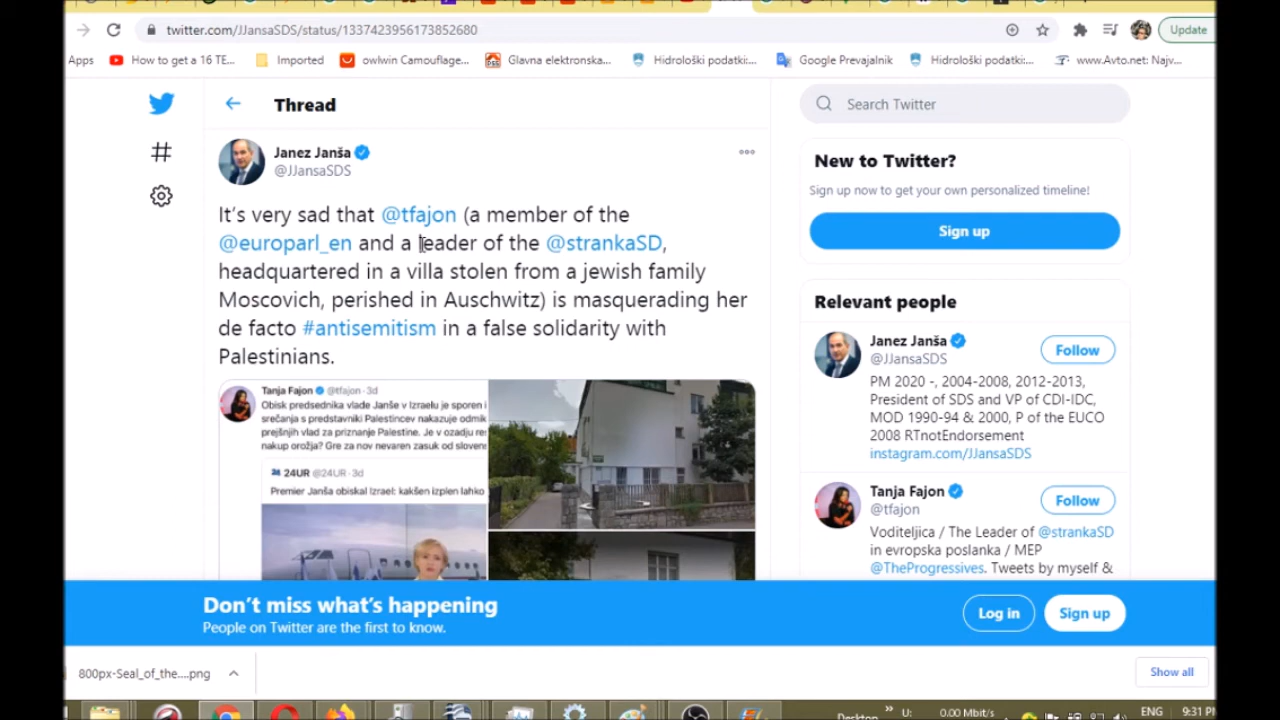 twitter.com/JJansaSDS/status/1337423956173852680
Update
Apps
How to get a 16 TE...
Imported
owlwin Camouflage...
Glavna elektronska...
Hidrološki podatki:...
Google Prevajalnik
Hidrološki podatki:...
www.Avto.net: Najv...
Thread
Search Twitter
Janez Janša
@JJansaSDS
It's very sad that @tfajon (a member of the
@europarl_en and a leader of the @strankaSD,
headquartered in a villa stolen from a jewish family
Moscovich, perished in Auschwitz) is masquerading her
de facto #antisemitism in a false solidarity with
Palestinians.
Tanja Fajon @tfajon · 3d
Obisk predsednika vlade Janše v Izraelu je sporen i
srečanja s predstavniki Palestincev nakazuje odmik
prejšnjih vlad za priznanje Palestine. Je v ozadju re
nakup orožja? Gre za nov nevaren zasuk od sloven
24UR @24UR · 3d
Premier Janša obiskal Izrael: kakšen izplen lahko
New to Twitter?
Sign up now to get your own personalized timeline!
Sign up
Relevant people
Janez Janša
@JJansaSDS
Follow
PM 2020 -, 2004-2008, 2012-2013,
President of SDS and VP of CDI-IDC,
MOD 1990-94 & 2000, P of the EUCO
2008 RTnotEndorsement
instagram.com/JJansaSDS
Tanja Fajon
@tfajon
Follow
Voditeljica / The Leader of @strankaSD
in evropska poslanka / MEP
@TheProgressives. Tweets by myself &
Don't miss what's happening
People on Twitter are the first to know.
Log in
Sign up
800px-Seal_of_the....png
Show all
Desktop
U:
0.00 Mbit/s
ENG
9:31 PM